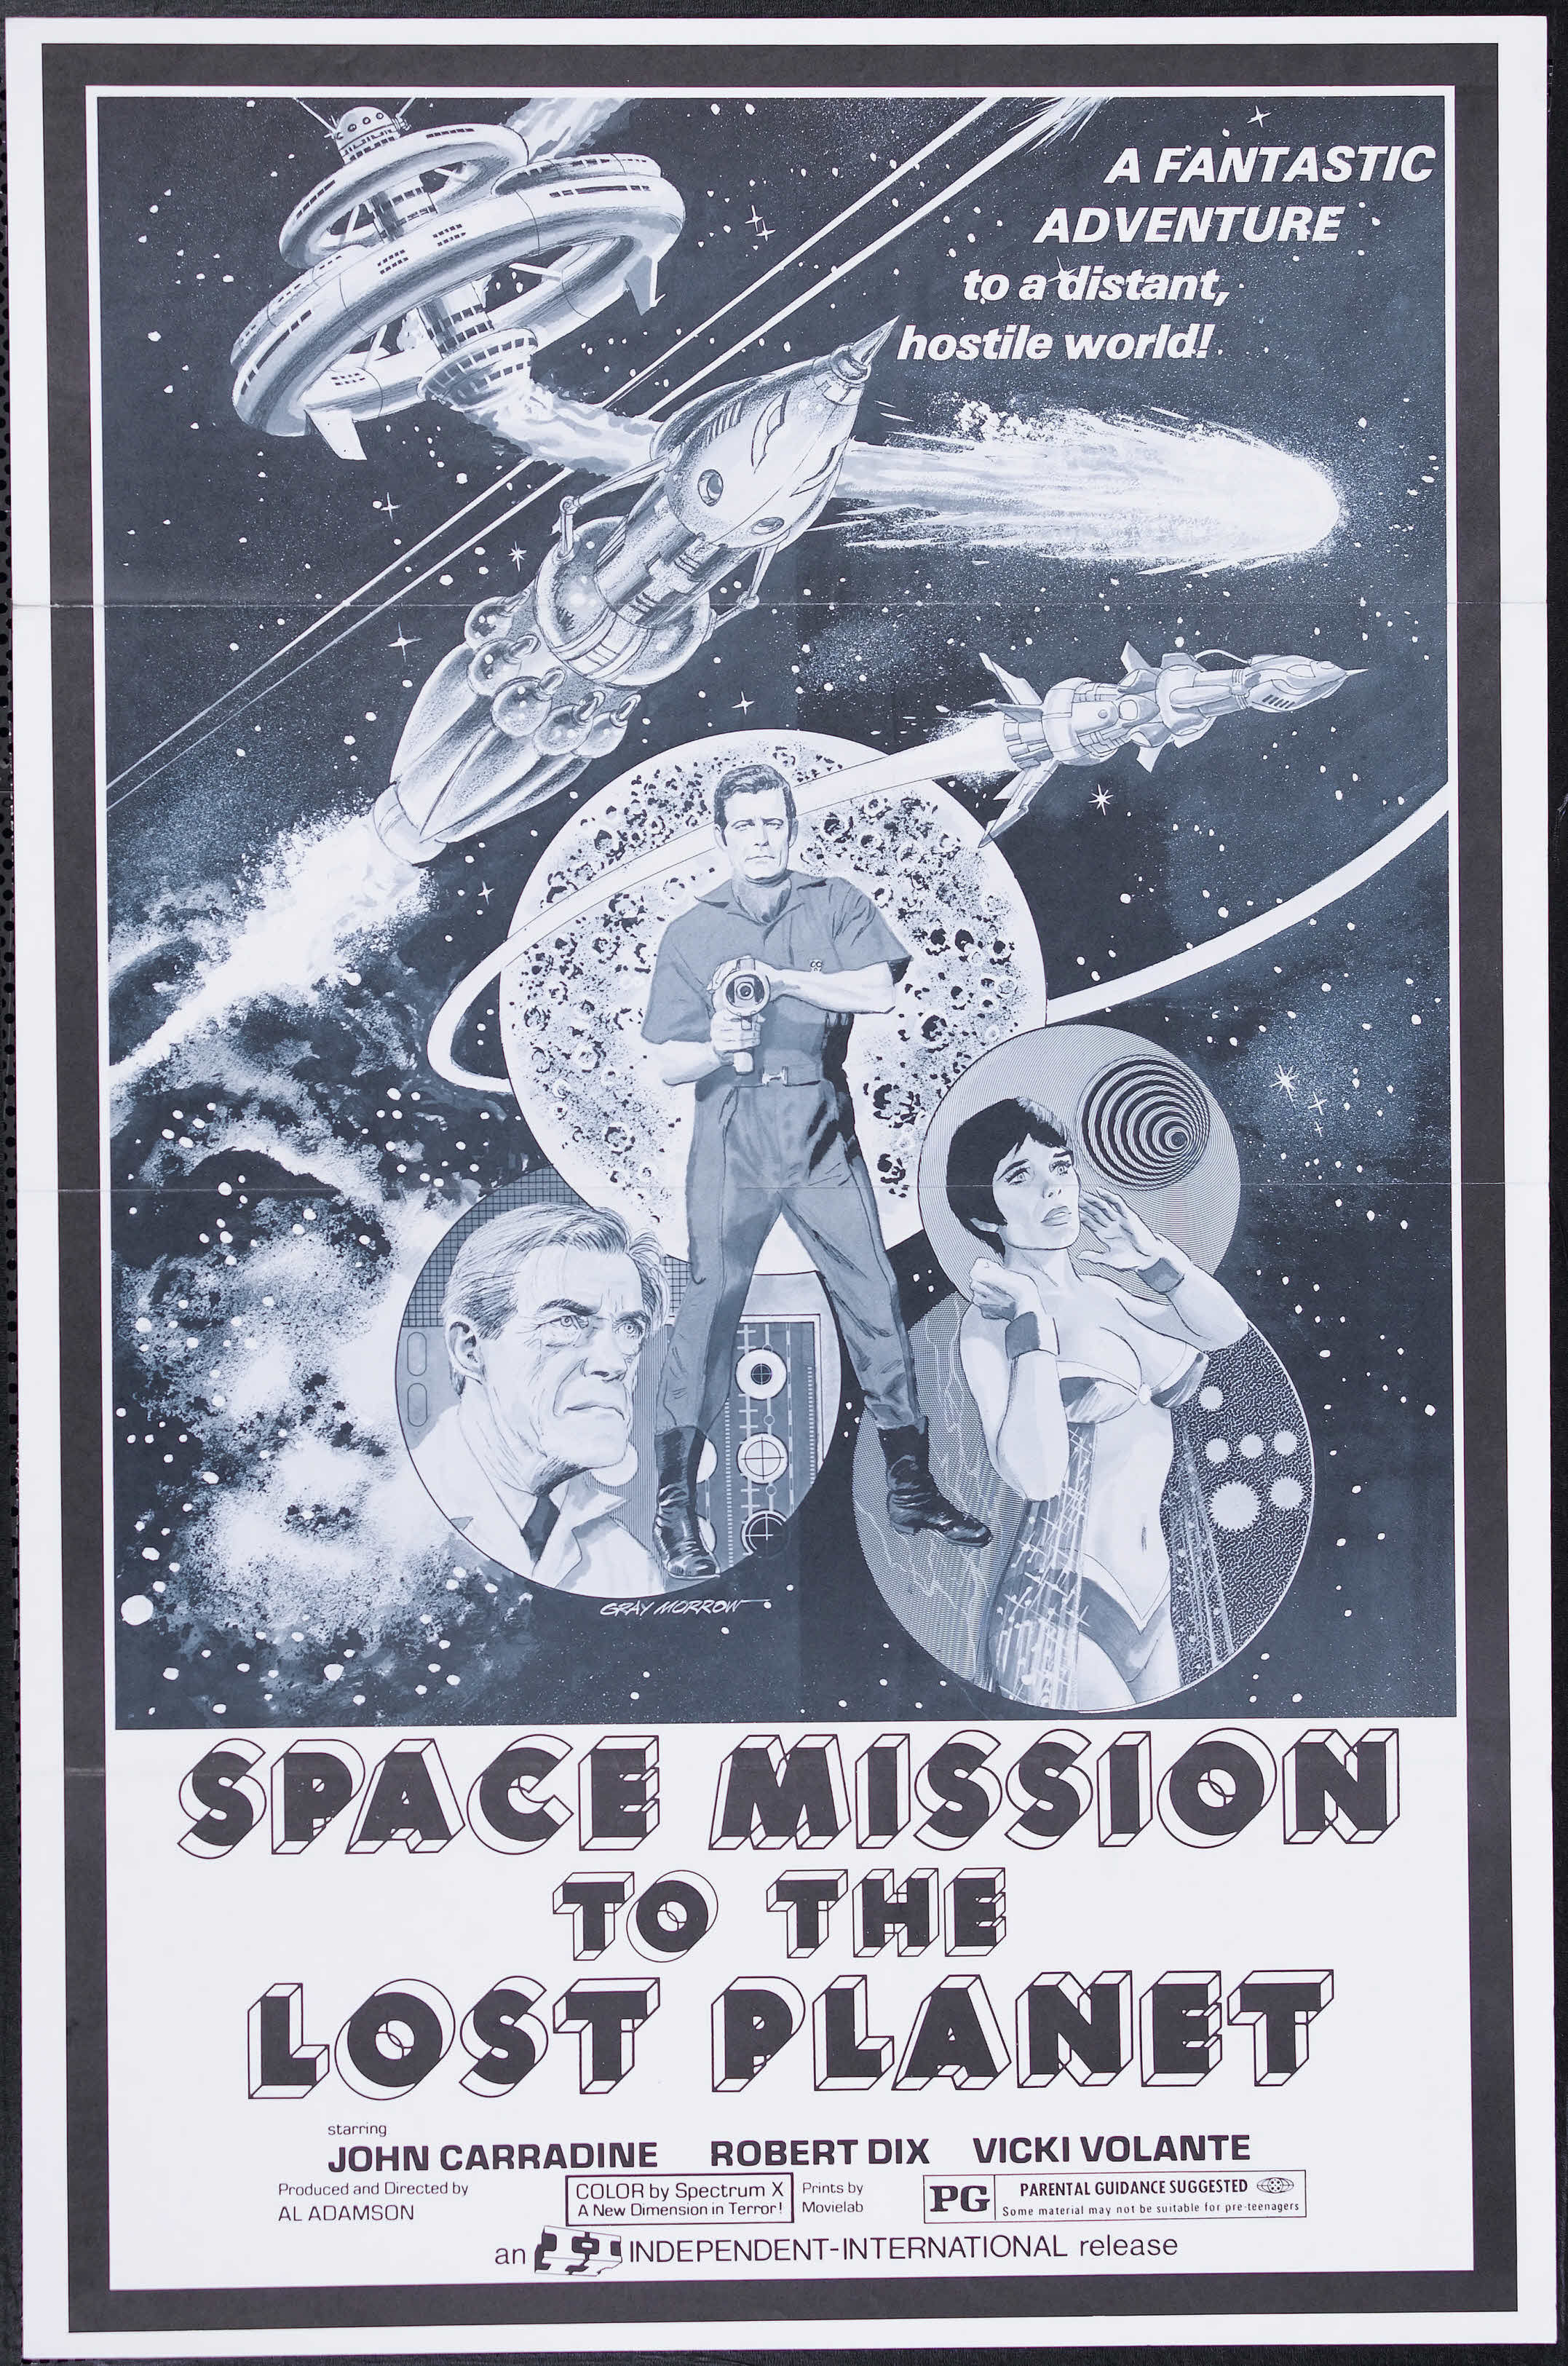 A FANTASTIC
ADVENTURE
to a distant,
hostile world!
GRAY MORROW
SPACE MISSION
TO THE
LOST PLANET
starring
JOHN CARRADINE ROBERT DIX VICKI VOLANTE
Produced and Directed by
AL ADAMSON
COLOR by Spectrum X
A New Dimension in Terror!
Prints by
Movielab
PG
PARENTAL GUIDANCE SUGGESTED
Some material may not be suitable for pre-teenagers
an INDEPENDENT-INTERNATIONAL release